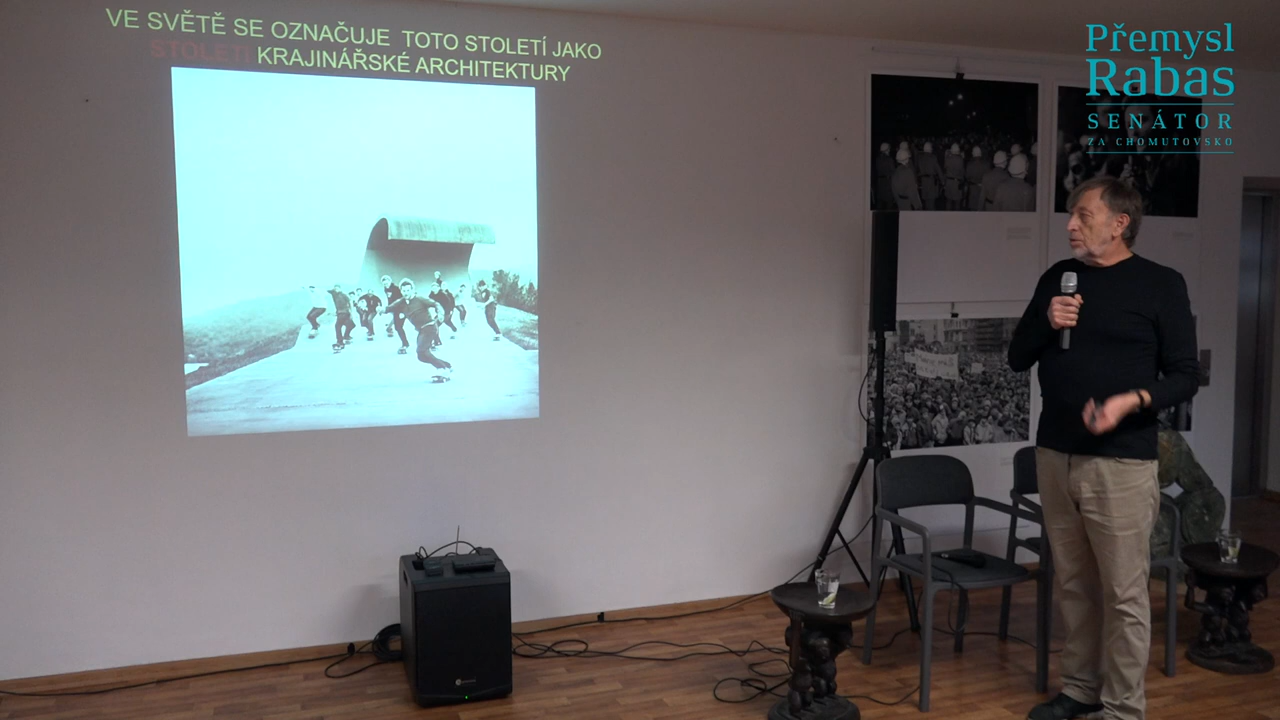 VE SVĚTĚ SE OZNAČUJE TOTO STOLETÍ JAKO
STOLETÍ KRAJINÁŘSKÉ ARCHITEKTURY
Přemysl
Rabas
SENÁTOR
ZA CHOMUTOVSKO